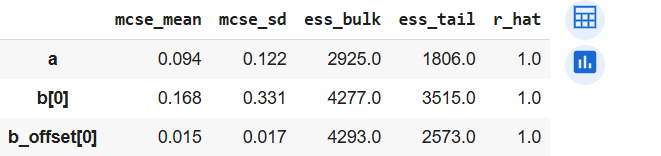 mcse_mean mcse_sd ess_bulk ess_tail r_hat
a 0.094 0.122 2925.0 1806.0 1.0
b[0] 0.168 0.331 4277.0 3515.0 1.0
b_offset[0] 0.015 0.017 4293.0 2573.0 1.0